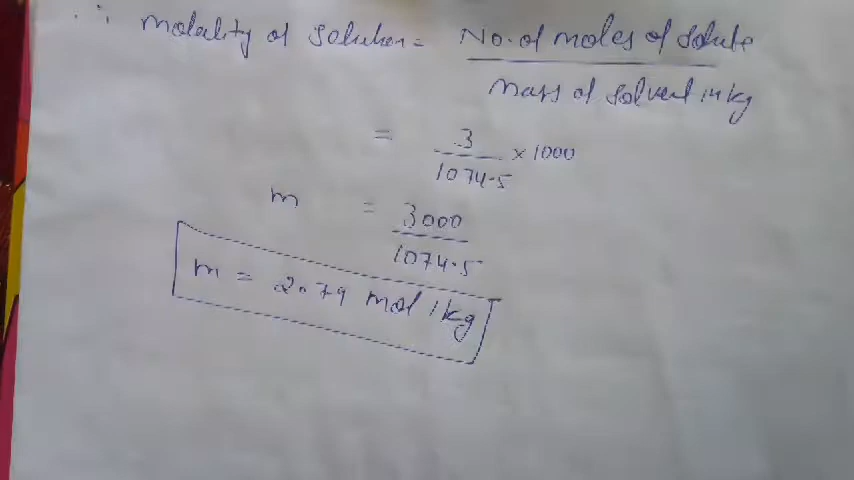 ∴ Molality of solution = No. of moles of solute
Mass of solvent in kg
= 3 / 1074.5 × 1000
m = 3000 / 1074.5
m = 2.79 mol / kg